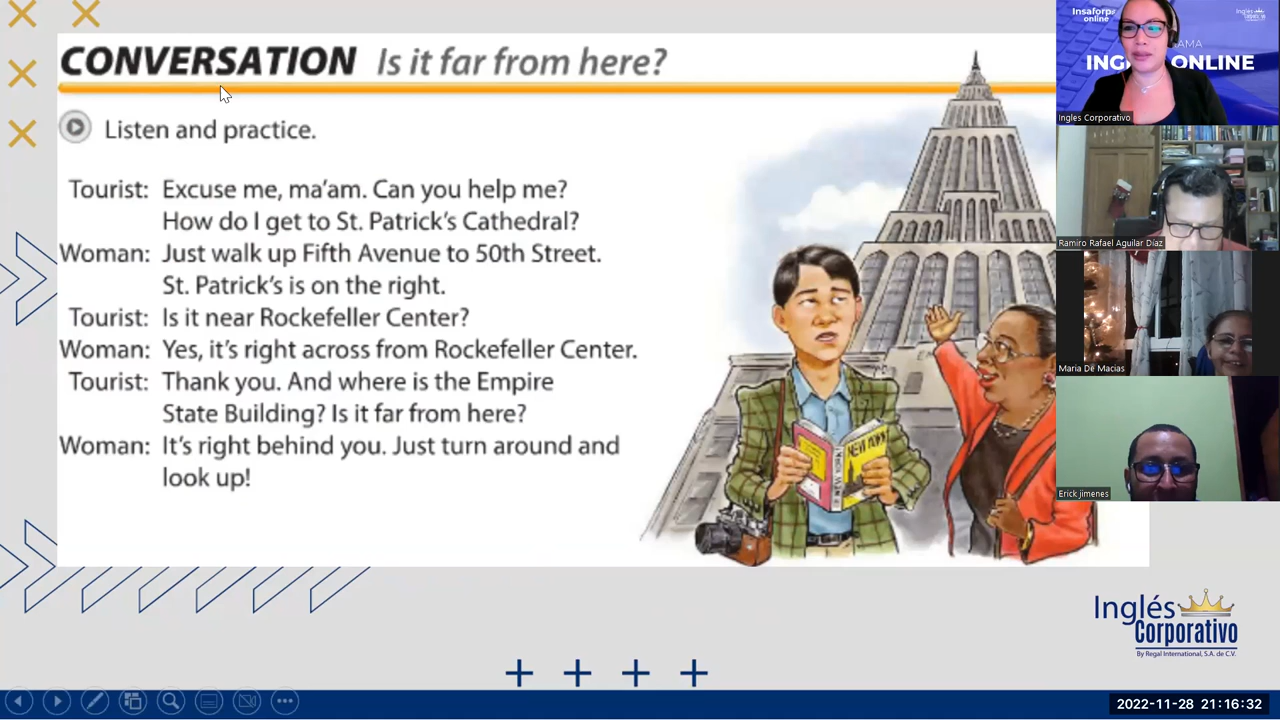 CONVERSATION Is it far from here?
Listen and practice.
Tourist: Excuse me, ma'am. Can you help me?
How do I get to St. Patrick's Cathedral?
Woman: Just walk up Fifth Avenue to 50th Street.
St. Patrick's is on the right.
Tourist: Is it near Rockefeller Center?
Woman: Yes, it's right across from Rockefeller Center.
Tourist: Thank you. And where is the Empire
State Building? Is it far from here?
Woman: It's right behind you. Just turn around and
look up!
NEW YORK
Insaforp
online
AMA
ING ONLINE
Ingles Corporativo
Ramiro Rafael Aguilar Díaz
Maria De Macias
Erick jimenes
Inglés
Corporativo
By Regal International, S.A. de C.V.
2022-11-28 21:16:32